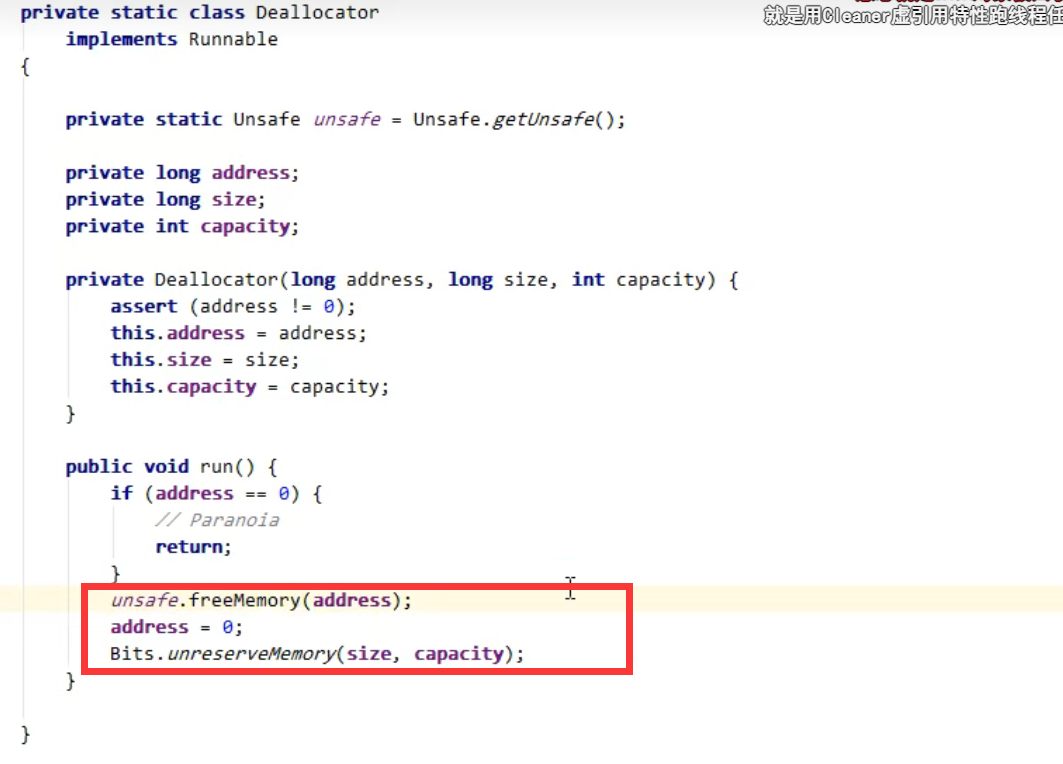 就是用Cleaner虚引用特性跑线程任
private static class Deallocator
    implements Runnable
{
    private static Unsafe unsafe = Unsafe.getUnsafe();
    private long address;
    private long size;
    private int capacity;
    private Deallocator(long address, long size, int capacity) {
        assert (address != 0);
        this.address = address;
        this.size = size;
        this.capacity = capacity;
    }
    public void run() {
        if (address == 0) {
            // Paranoia
            return;
        }
        unsafe.freeMemory(address);
        address = 0;
        Bits.unreserveMemory(size, capacity);
    }
}